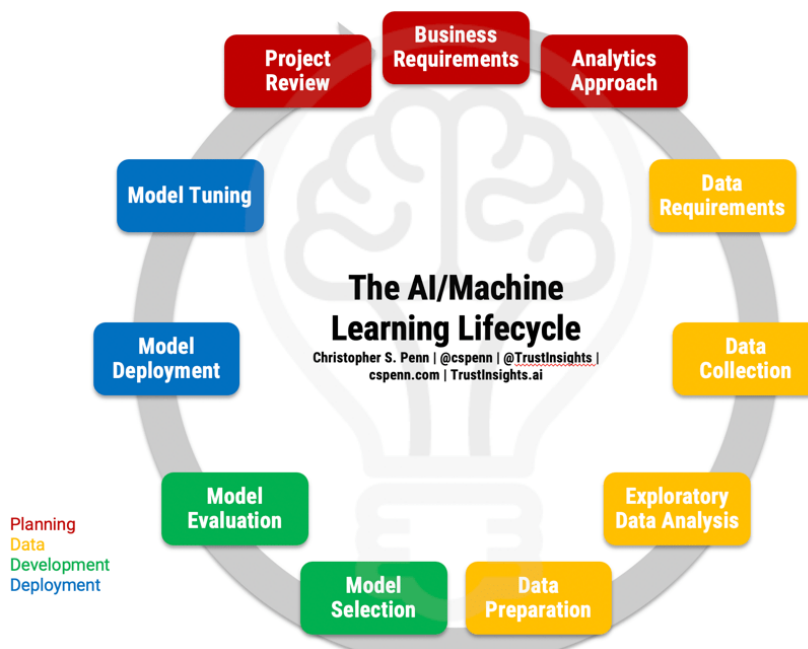 Business
Requirements
Analytics
Approach
Data
Requirements
Data
Collection
Exploratory
Data Analysis
Data
Preparation
Model
Selection
Model
Evaluation
Model
Deployment
Model Tuning
Project
Review
The AI/Machine
Learning Lifecycle
Christopher S. Penn | @cspenn | @TrustInsights |
cspenn.com | TrustInsights.ai
Planning
Data
Development
Deployment